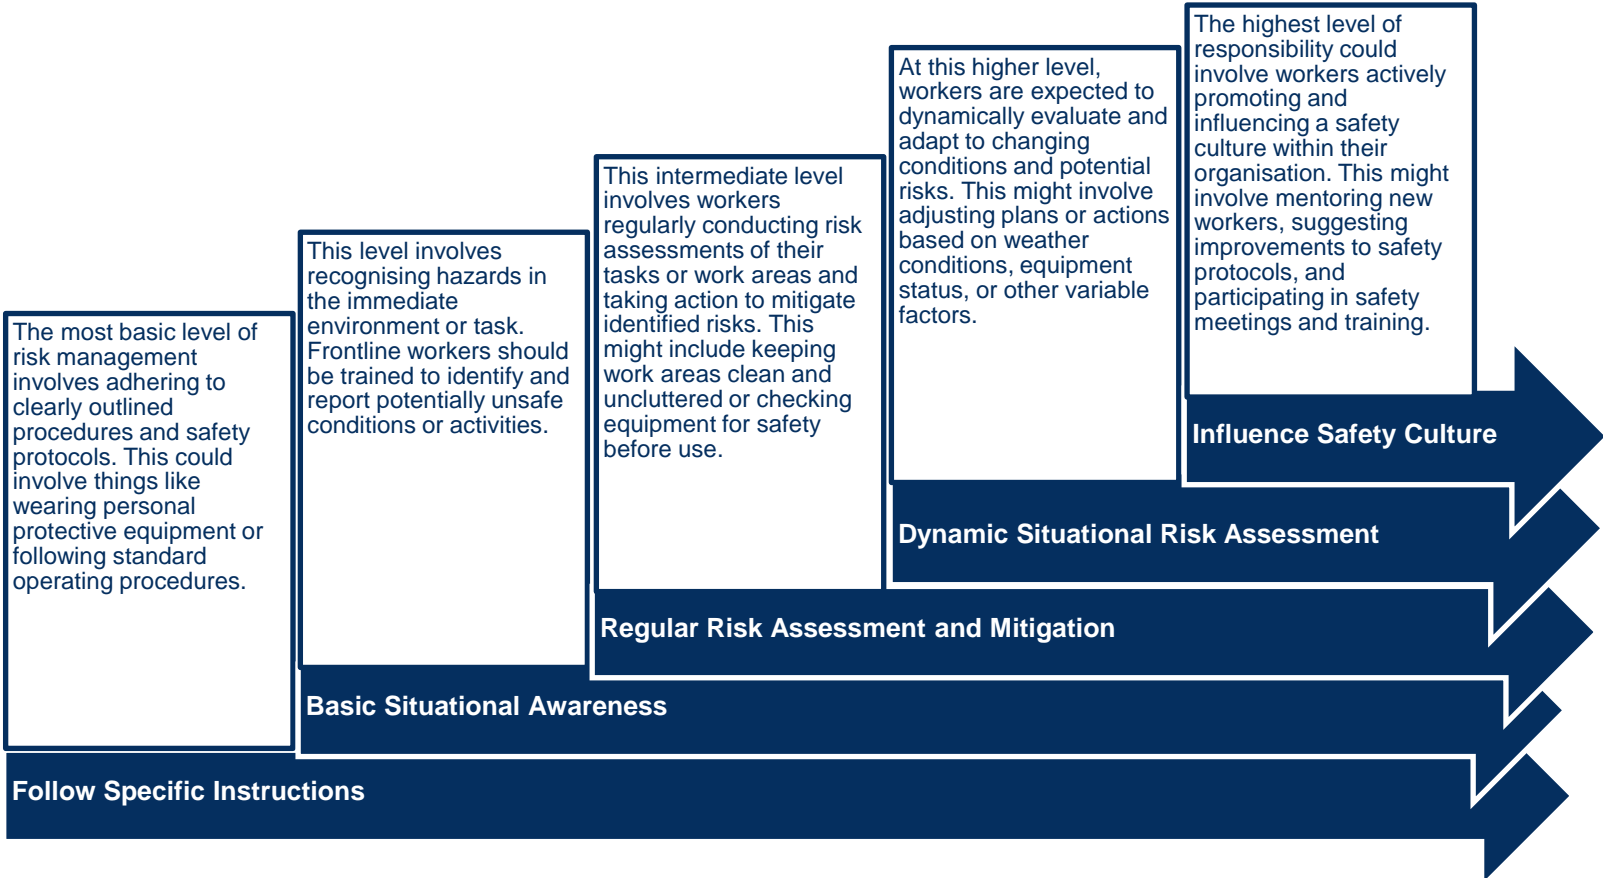 The most basic level of
risk management
involves adhering to
clearly outlined
procedures and safety
protocols. This could
involve things like
wearing personal
protective equipment or
following standard
operating procedures.
Follow Specific Instructions
This level involves
recognising hazards in
the immediate
environment or task.
Frontline workers should
be trained to identify and
report potentially unsafe
conditions or activities.
Basic Situational Awareness
This intermediate level
involves workers
regularly conducting risk
assessments of their
tasks or work areas and
taking action to mitigate
identified risks. This
might include keeping
work areas clean and
uncluttered or checking
equipment for safety
before use.
Regular Risk Assessment and Mitigation
At this higher level,
workers are expected to
dynamically evaluate and
adapt to changing
conditions and potential
risks. This might involve
adjusting plans or actions
based on weather
conditions, equipment
status, or other variable
factors.
Dynamic Situational Risk Assessment
The highest level of
responsibility could
involve workers actively
promoting and
influencing a safety
culture within their
organisation. This might
involve mentoring new
workers, suggesting
improvements to safety
protocols, and
participating in safety
meetings and training.
Influence Safety Culture